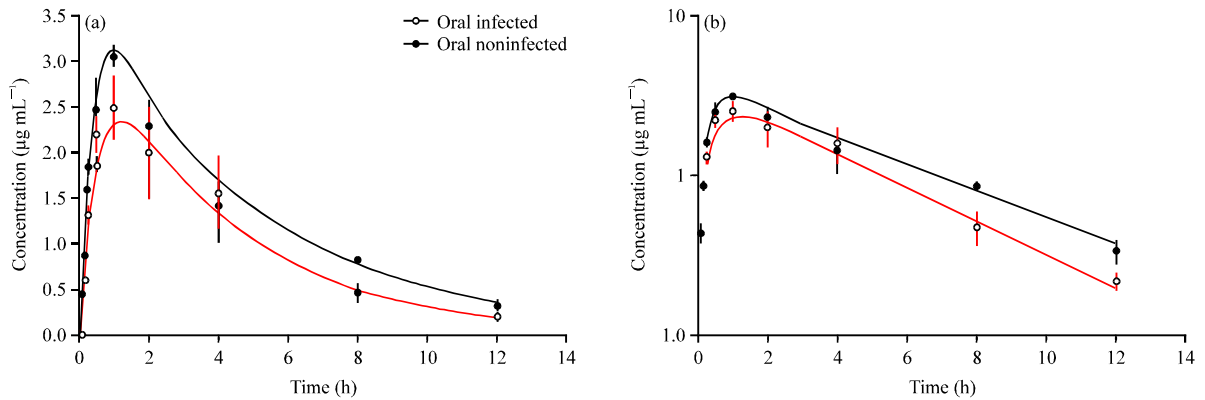 (a)
Oral infected
Oral noninfected
Concentration (µg mL⁻¹)
3.5
3.0
2.5
2.0
1.5
1.0
0.5
0.0
0 2 4 6 8 10 12 14
Time (h)
(b)
Concentration (µg mL⁻¹)
10
1
1.0
0 2 4 6 8 10 12 14
Time (h)